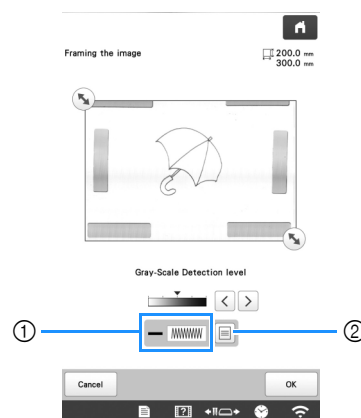 Framing the image
200.0 mm
300.0 mm
Gray-Scale Detection level
①
②
Cancel
OK